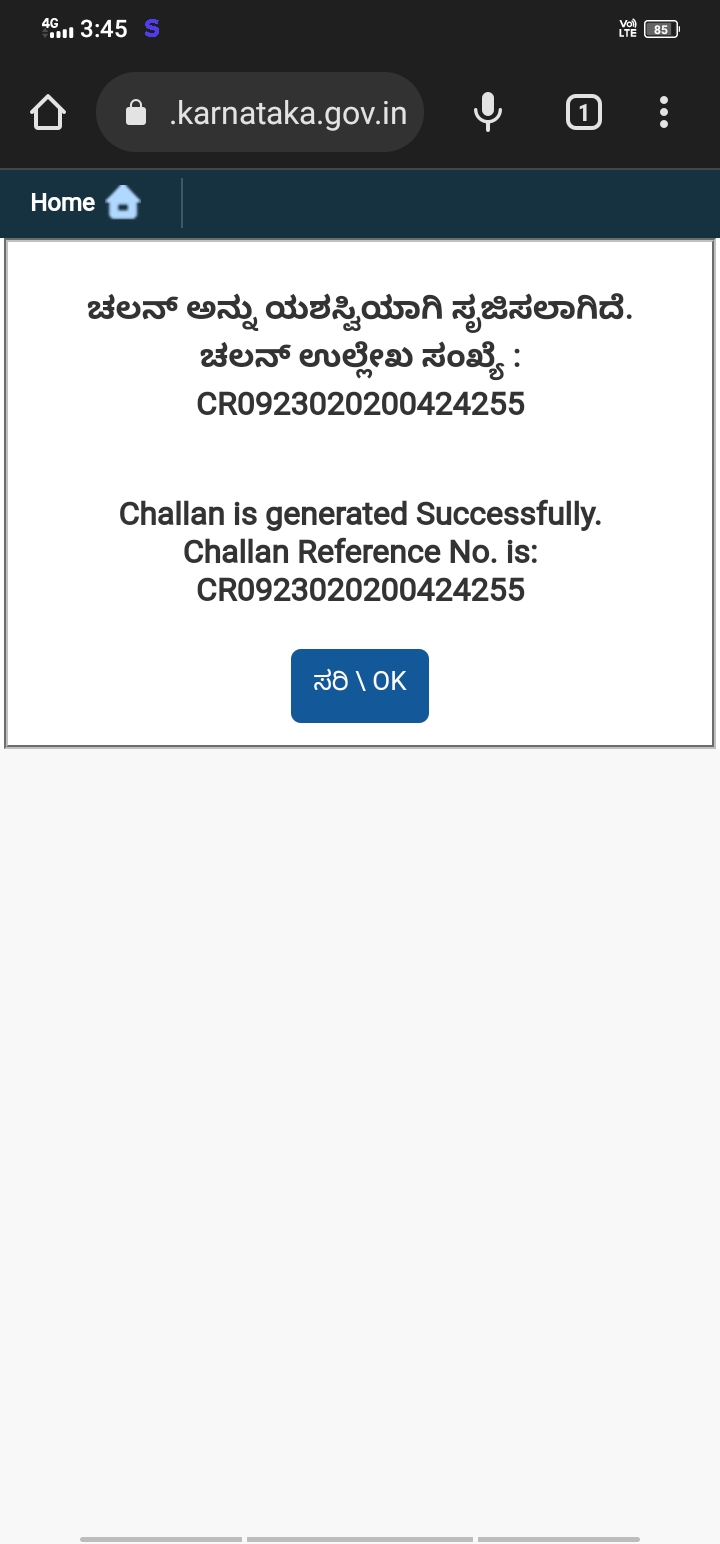 4G 3:45 S Vo) LTE 85
.karnataka.gov.in 1
Home
ಚಲನ್ ಅನ್ನು ಯಶಸ್ವಿಯಾಗಿ ಸೃಜಿಸಲಾಗಿದೆ.
ಚಲನ್ ಉಲ್ಲೇಖ ಸಂಖ್ಯೆ :
CR0923020200424255
Challan is generated Successfully.
Challan Reference No. is:
CR0923020200424255
ಸರಿ \ OK